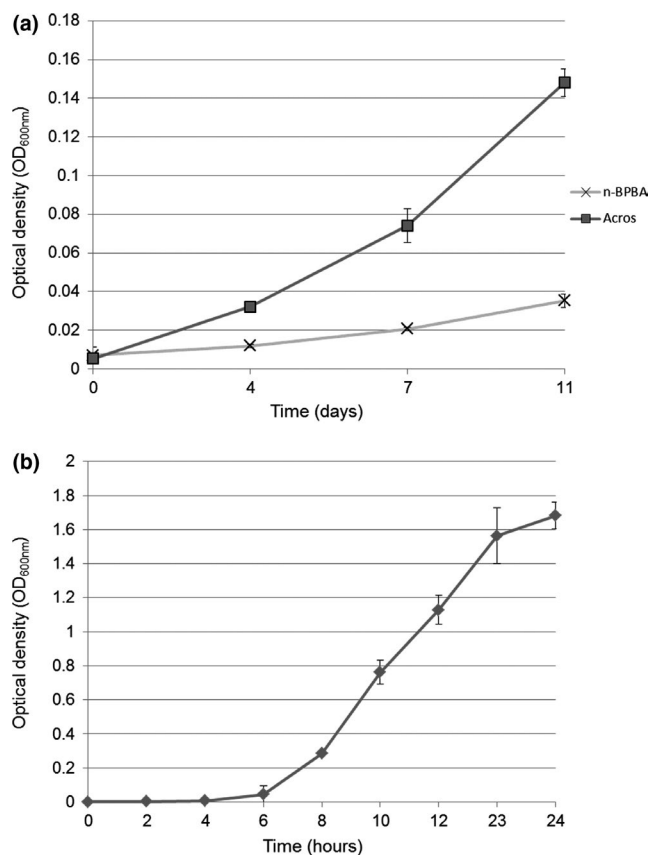 (a)
0.18
0.16
0.14
0.12
0.1
0.08
0.06
0.04
0.02
0
Optical density (OD600nm)
0 4 7 11
Time (days)
n-BPBA
Acros
(b)
2
1.8
1.6
1.4
1.2
1
0.8
0.6
0.4
0.2
0
Optical density (OD600nm)
0 2 4 6 8 10 12 23 24
Time (hours)